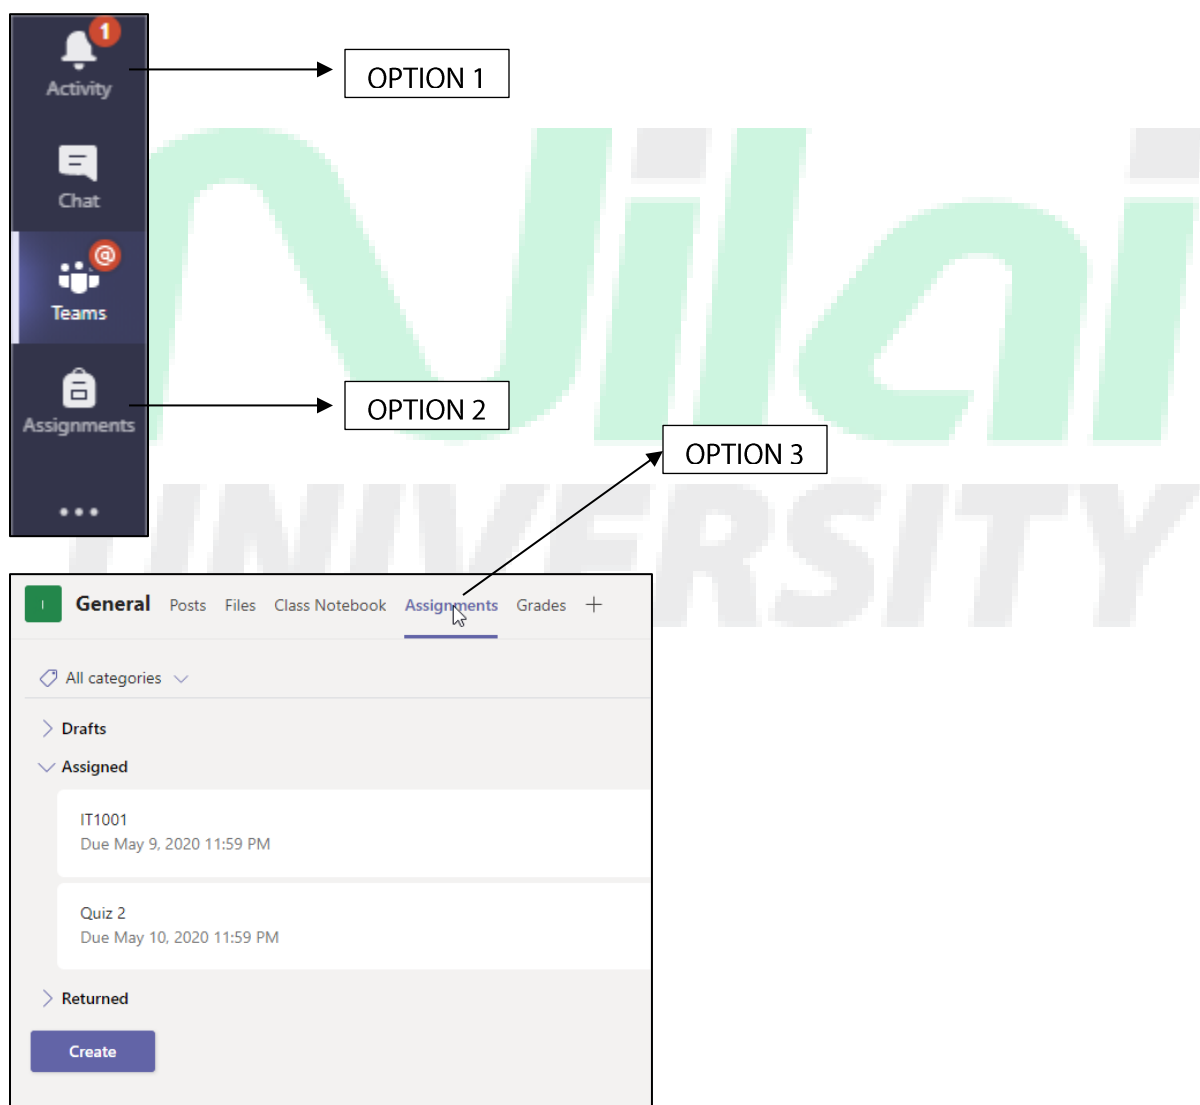 1
Activity
OPTION 1
Chat
@
Teams
Assignments
OPTION 2
OPTION 3
Nilai
UNIVERSITY
I
General Posts Files Class Notebook Assignments Grades +
All categories
Drafts
Assigned
IT1001
Due May 9, 2020 11:59 PM
Quiz 2
Due May 10, 2020 11:59 PM
Returned
Create